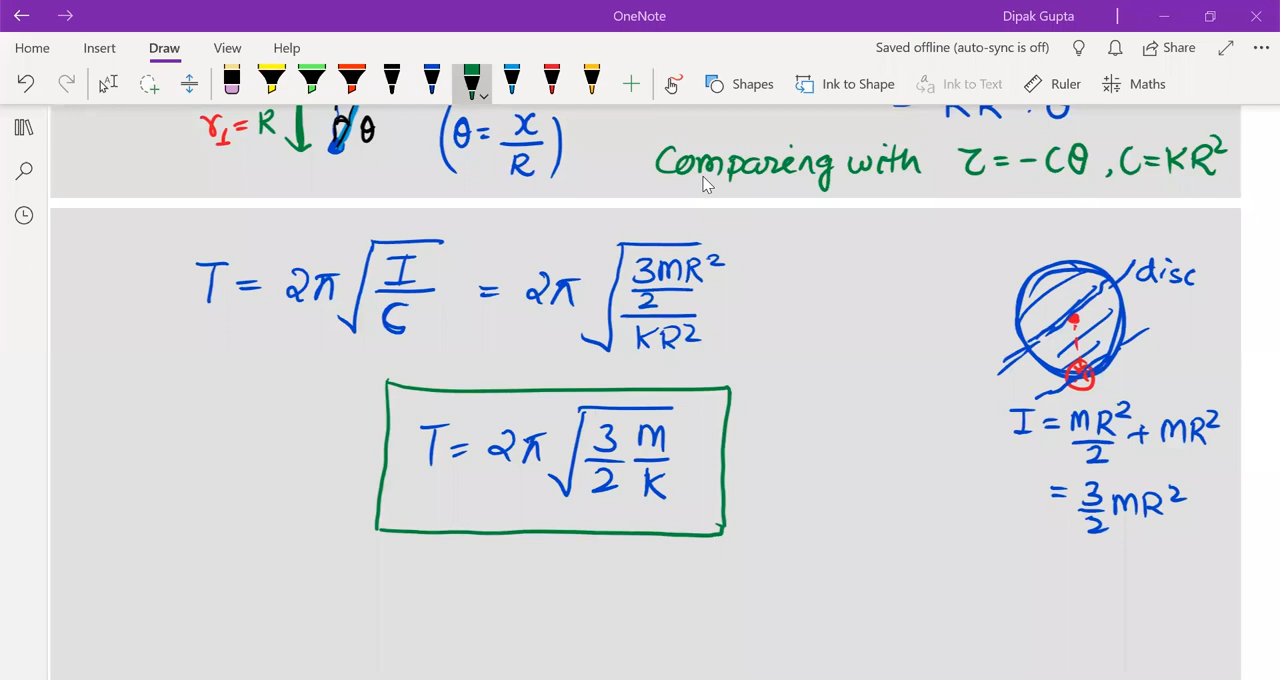 OneNote
Dipak Gupta
Home Insert Draw View Help
Saved offline (auto-sync is off)
Share
Shapes
Ink to Shape
Ink to Text
Ruler
Maths
r⊥ = R ↓ θ
(θ = x/R)
Comparing with τ = -Cθ, C = KR²
T = 2π √(I/C) = 2π √((3MR²/2)/(KR²))
disc
T = 2π √(3/2 M/K)
I = MR²/2 + MR²
= 3/2 MR²